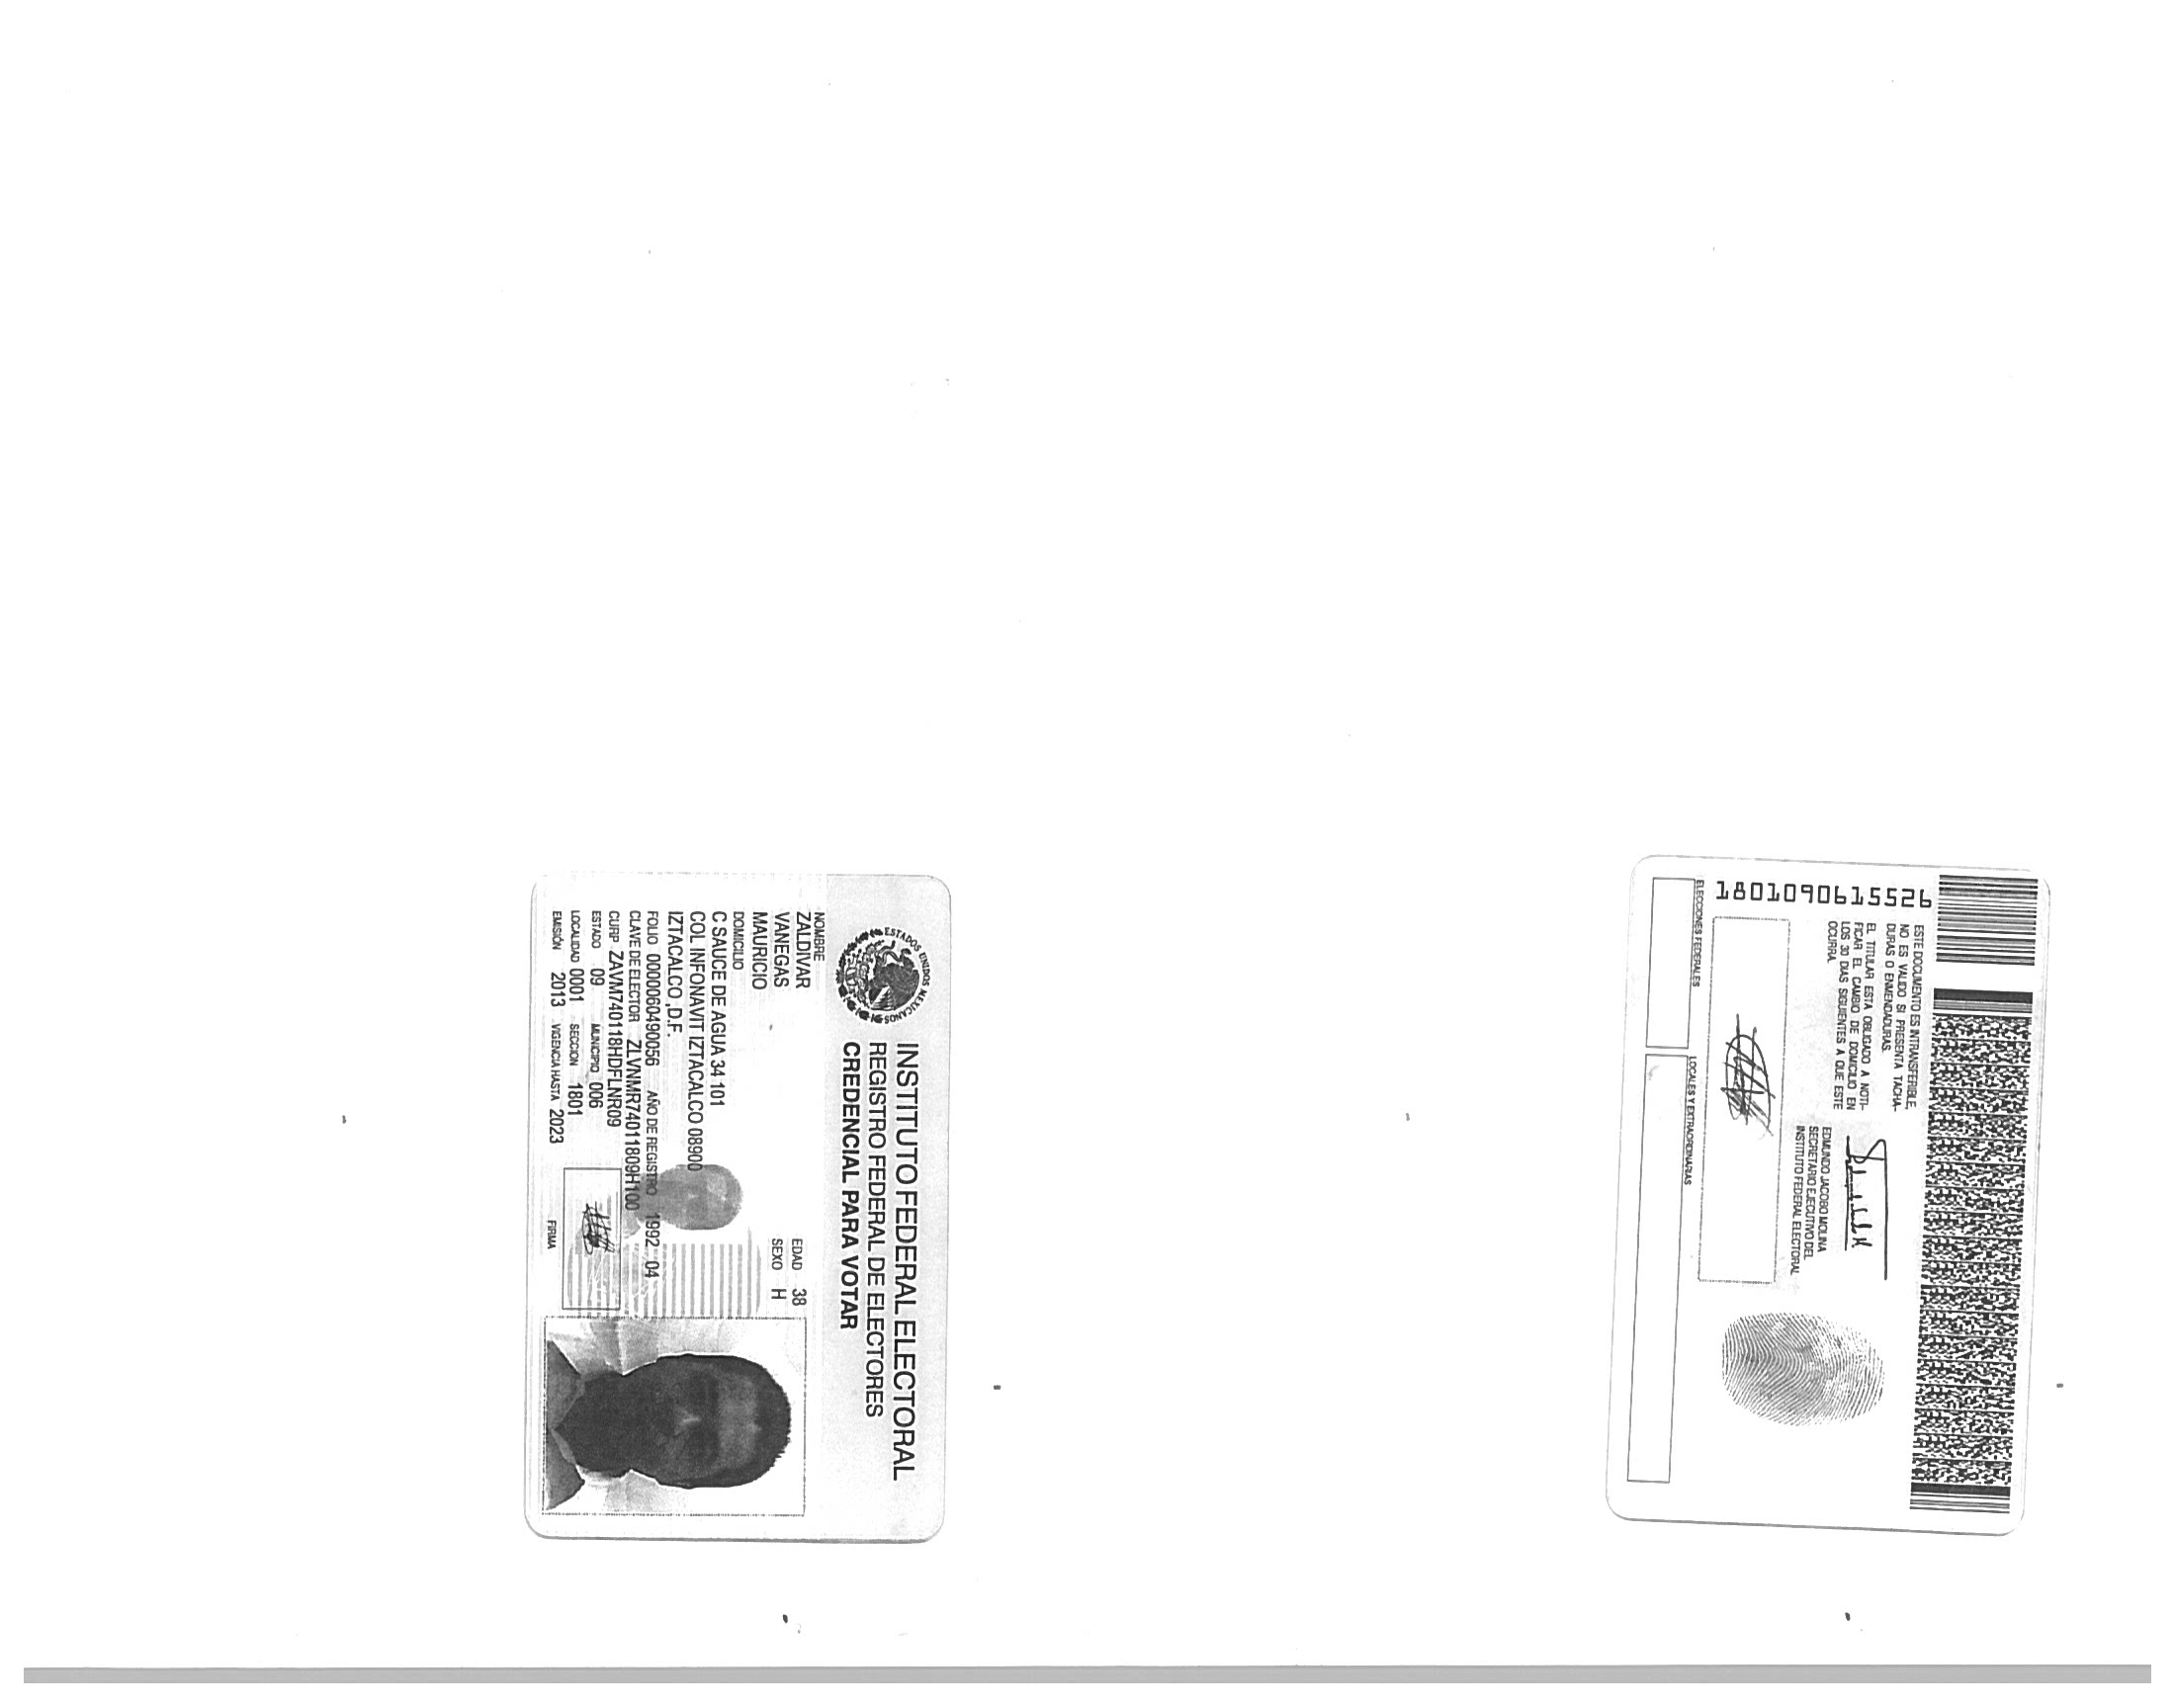 ESTADOS UNIDOS MEXICANOS
INSTITUTO FEDERAL ELECTORAL
REGISTRO FEDERAL DE ELECTORES
CREDENCIAL PARA VOTAR
NOMBRE
ZALDIVAR
VANEGAS
MAURICIO
EDAD 38
SEXO H
DOMICILIO
C SAUCE DE AGUA 34 101
COL INFONAVIT IZTACALCO 08900
IZTACALCO ,D.F.
FOLIO 0000060490056 AÑO DE REGISTRO 1992 04
CLAVE DE ELECTOR ZLVNMR74011809H100
CURP ZAVM740118HDFLNR09
ESTADO 09 MUNICIPIO 006
LOCALIDAD 0001 SECCION 1801
EMISIÓN 2013 VIGENCIA HASTA 2023 FIRMA
ESTE DOCUMENTO ES INTRANSFERIBLE,
NO ES VALIDO SI PRESENTA TACHA-
DURAS O ENMENDADURAS.
EL TITULAR ESTA OBLIGADO A NOTI-
FICAR EL CAMBIO DE DOMICILIO EN
LOS 30 DIAS SIGUIENTES A QUE ESTE
OCURRA.
EDMUNDO JACOBO MOLINA
SECRETARIO EJECUTIVO DEL
INSTITUTO FEDERAL ELECTORAL
1801090615526
ELECCIONES FEDERALES
LOCALES Y EXTRAORDINARIAS